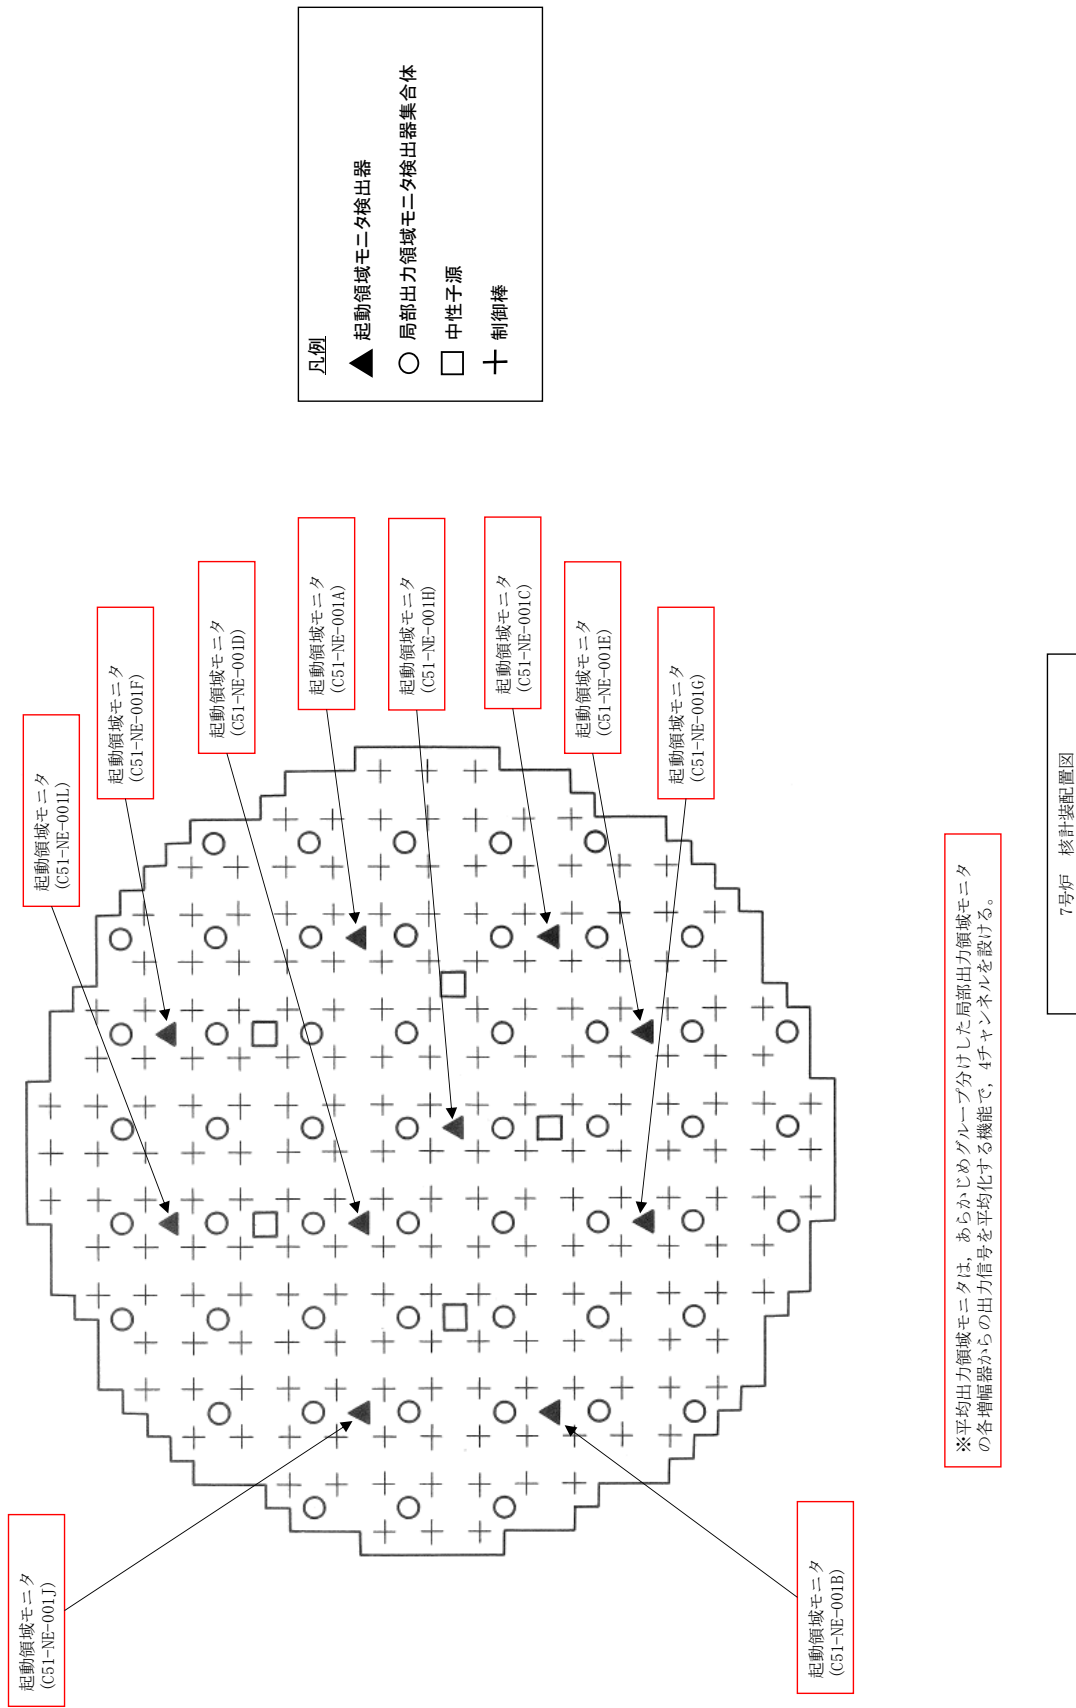 起動領域モニタ
(C51-NE-001J)
起動領域モニタ
(C51-NE-001L)
起動領域モニタ
(C51-NE-001F)
起動領域モニタ
(C51-NE-001D)
起動領域モニタ
(C51-NE-001A)
起動領域モニタ
(C51-NE-001H)
起動領域モニタ
(C51-NE-001C)
起動領域モニタ
(C51-NE-001E)
起動領域モニタ
(C51-NE-001G)
起動領域モニタ
(C51-NE-001B)
凡例
起動領域モニタ検出器
局部出力領域モニタ検出器集合体
中性子源
制御棒
※平均出力領域モニタは，あらかじめグループ分けした局部出力領域モニタ
の各増幅器からの出力信号を平均化する機能で，4チャンネルを設ける。
7号炉　核計装配置図